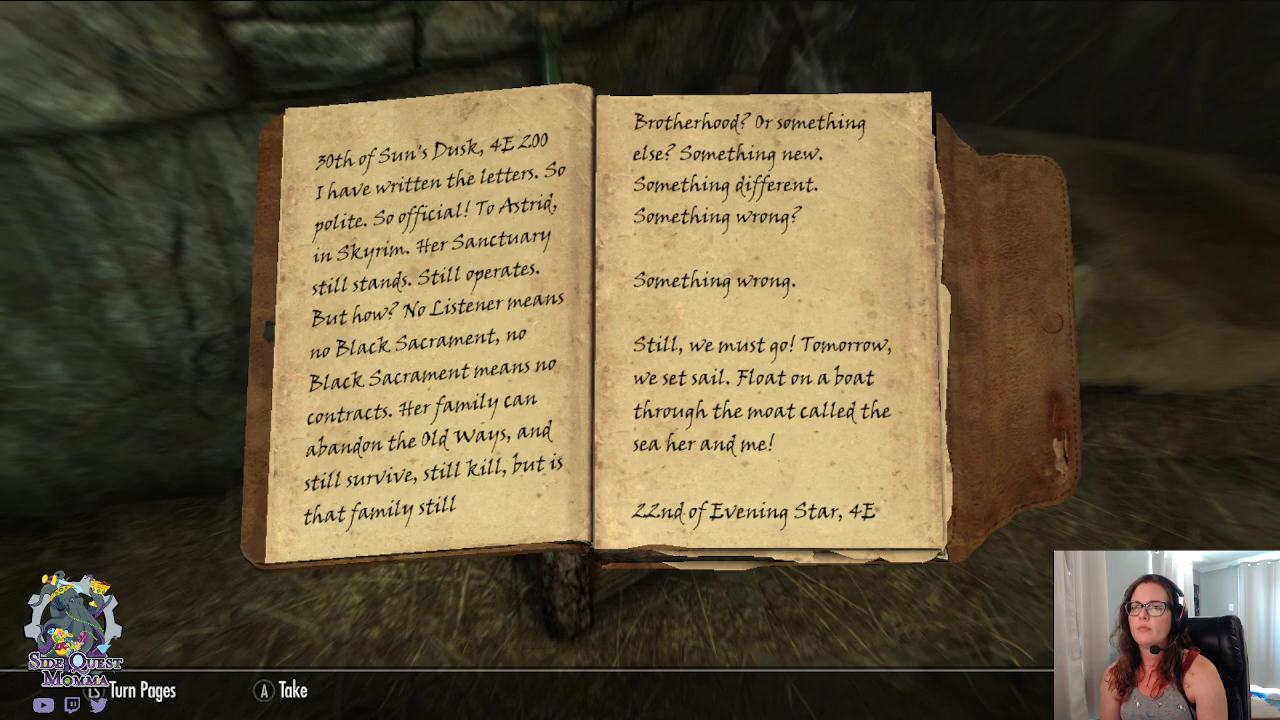 30th of Sun's Dusk, 4E 200
I have written the letters. So
polite. So official! To Astrid,
in Skyrim. Her Sanctuary
still stands. Still operates.
But how? No Listener means
no Black Sacrament, no
Black Sacrament means no
contracts. Her family can
abandon the Old Ways, and
still survive, still kill, but is
that family still
Brotherhood? Or something
else? Something new.
Something different.
Something wrong?
Something wrong.
Still, we must go! Tomorrow,
we set sail. Float on a boat
through the moat called the
sea her and me!
22nd of Evening Star, 4E
SIDE QUEST
MOMMA
LS Turn Pages
A Take